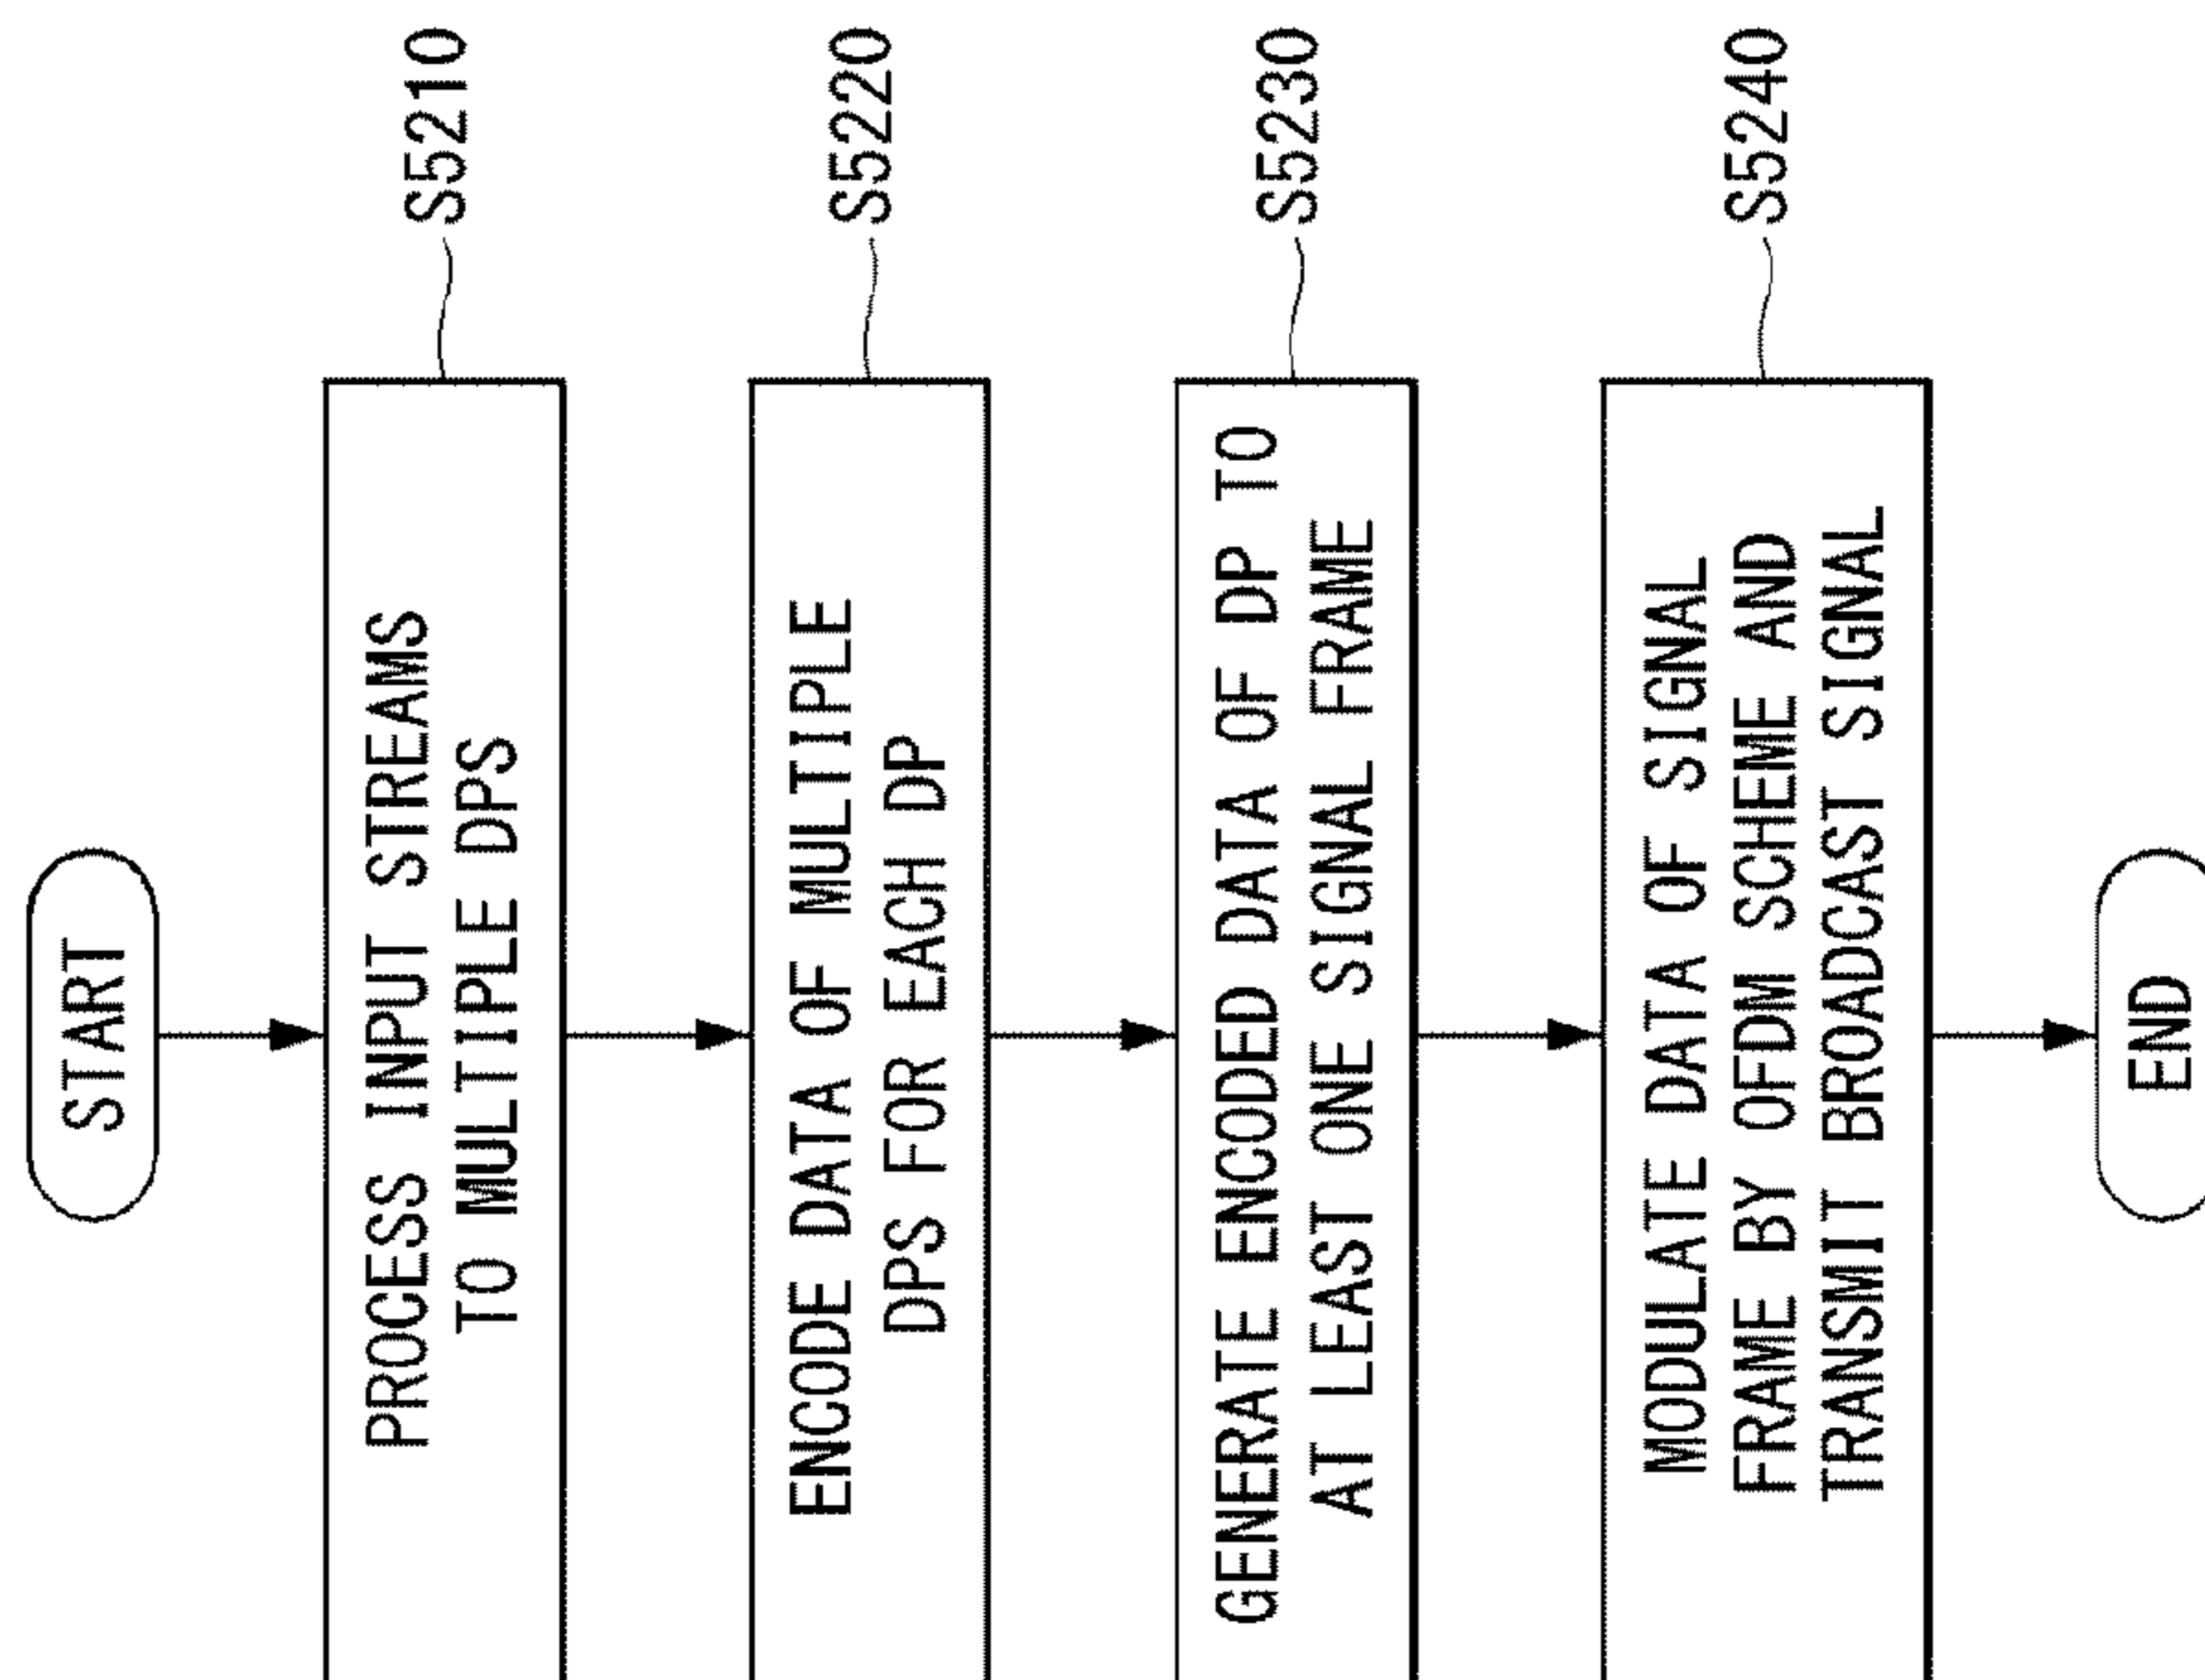 START
PROCESS INPUT STREAMS
TO MULTIPLE DPS
S5210
ENCODE DATA OF MULTIPLE
DPS FOR EACH DP
S5220
GENERATE ENCODED DATA OF DP TO
AT LEAST ONE SIGNAL FRAME
S5230
MODULATE DATA OF SIGNAL
FRAME BY OFDM SCHEME AND
TRANSMIT BROADCAST SIGNAL
S5240
END